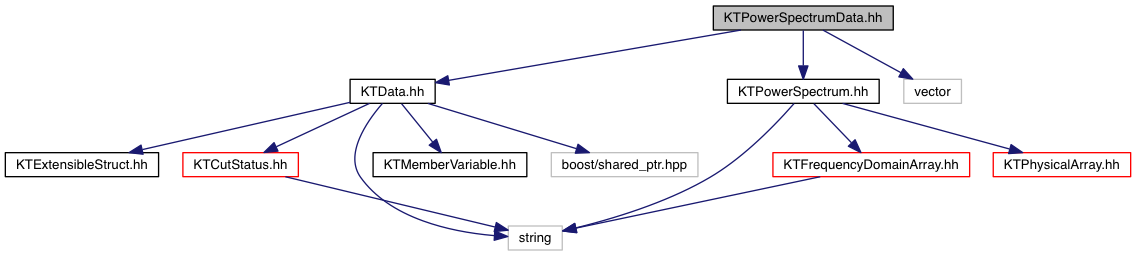 KTPowerSpectrumData.hh
KTData.hh
KTPowerSpectrum.hh
vector
KTExtensibleStruct.hh
KTCutStatus.hh
KTMemberVariable.hh
boost/shared_ptr.hpp
KTFrequencyDomainArray.hh
KTPhysicalArray.hh
string